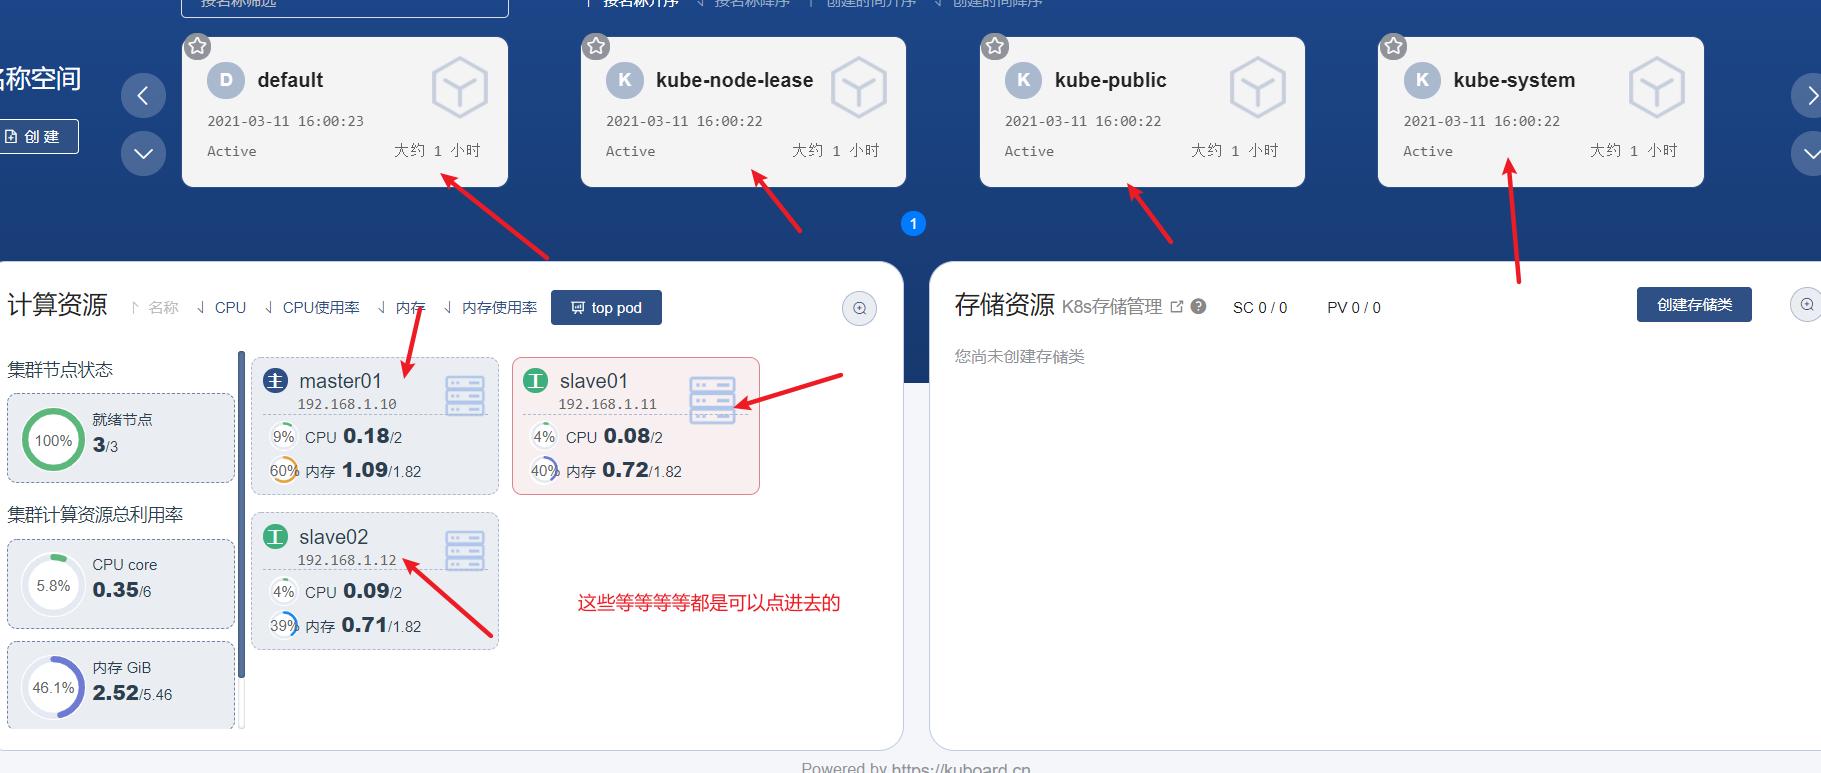 按名称筛选
按名称升序 按名称降序 创建时间升序 创建时间降序
名称空间
创建
D default
2021-03-11 16:00:23
Active 大约 1 小时
K kube-node-lease
2021-03-11 16:00:22
Active 大约 1 小时
K kube-public
2021-03-11 16:00:22
Active 大约 1 小时
K kube-system
2021-03-11 16:00:22
Active 大约 1 小时
1
计算资源 名称 CPU CPU使用率 内存 内存使用率 top pod
集群节点状态
100% 就绪节点
3/3
集群计算资源总利用率
5.8% CPU core
0.35/6
46.1% 内存 GiB
2.52/5.46
主 master01
192.168.1.10
9% CPU 0.18/2
60% 内存 1.09/1.82
工 slave01
192.168.1.11
4% CPU 0.08/2
40% 内存 0.72/1.82
工 slave02
192.168.1.12
4% CPU 0.09/2
39% 内存 0.71/1.82
这些等等等等都是可以点进去的
存储资源 K8s存储管理 ? SC 0 / 0 PV 0 / 0 创建存储类
您尚未创建存储类
Powered by https://kuboard.cn